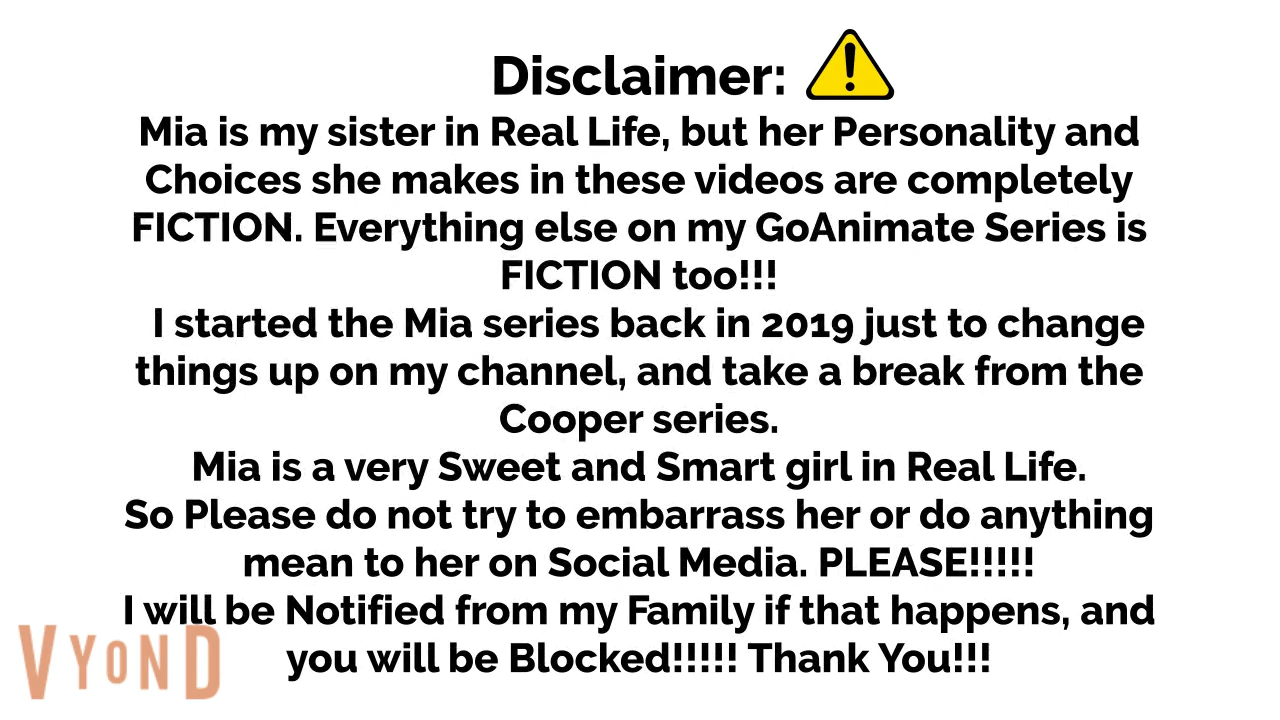 Disclaimer:
Mia is my sister in Real Life, but her Personality and
Choices she makes in these videos are completely
FICTION. Everything else on my GoAnimate Series is
FICTION too!!!
I started the Mia series back in 2019 just to change
things up on my channel, and take a break from the
Cooper series.
Mia is a very Sweet and Smart girl in Real Life.
So Please do not try to embarrass her or do anything
mean to her on Social Media. PLEASE!!!!!
I will be Notified from my Family if that happens, and
you will be Blocked!!!!! Thank You!!!
VYOND